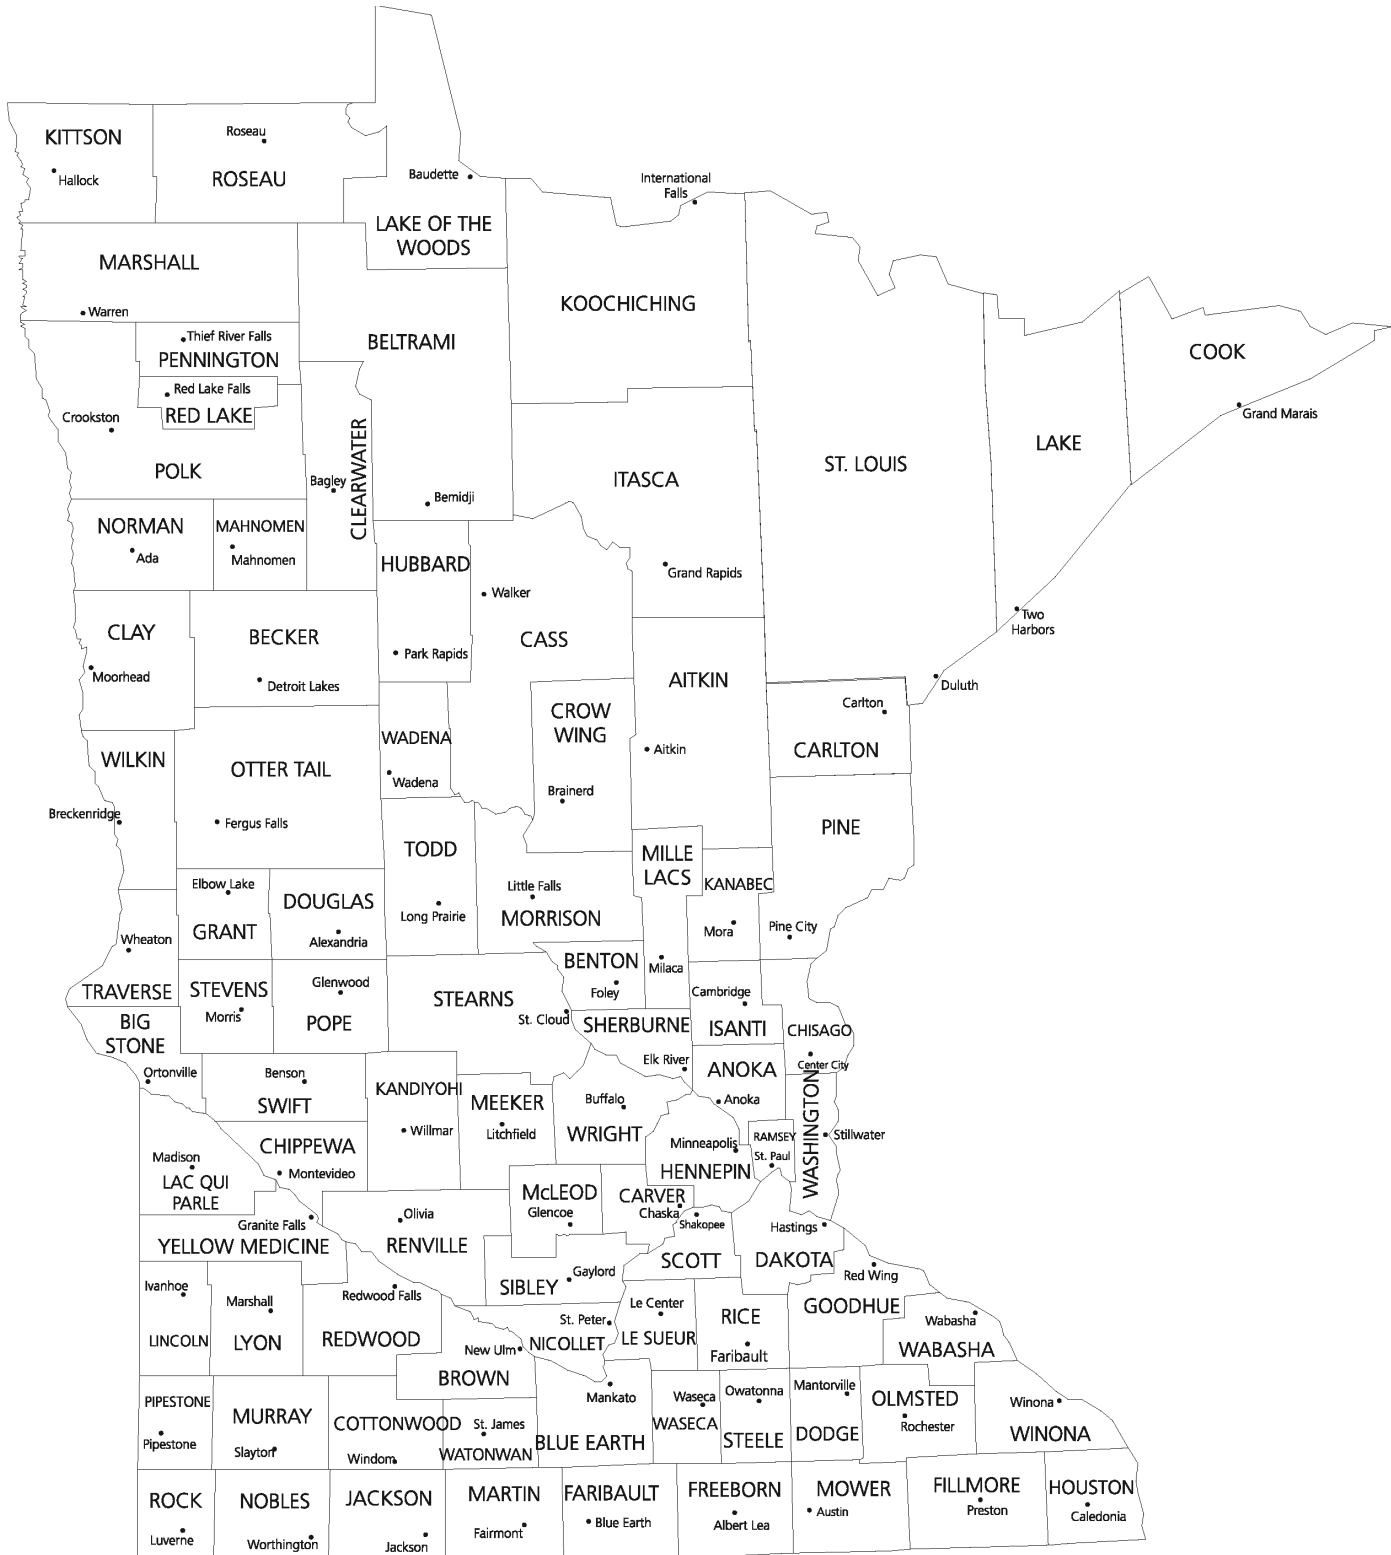 KITTSON
Hallock
Roseau
ROSEAU
Baudette
LAKE OF THE
WOODS
International
Falls
MARSHALL
Warren
KOOCHICHING
BELTRAMI
Bemidji
Thief River Falls
PENNINGTON
Red Lake Falls
RED LAKE
Crookston
POLK
CLEARWATER
Bagley
COOK
Grand Marais
LAKE
Two
Harbors
ST. LOUIS
Duluth
ITASCA
Grand Rapids
NORMAN
Ada
MAHNOMEN
Mahnomen
HUBBARD
Park Rapids
Walker
CASS
CLAY
Moorhead
BECKER
Detroit Lakes
AITKIN
Aitkin
CROW
WING
Brainerd
Carlton
CARLTON
WADENA
Wadena
WILKIN
Breckenridge
OTTER TAIL
Fergus Falls
PINE
Pine City
TODD
Long Prairie
MILLE
LACS
Milaca
KANABEC
Mora
Little Falls
MORRISON
Elbow Lake
GRANT
DOUGLAS
Alexandria
Wheaton
TRAVERSE
STEVENS
Morris
Glenwood
POPE
STEARNS
St. Cloud
BENTON
Foley
SHERBURNE
Elk River
Cambridge
ISANTI
CHISAGO
Center City
BIG
STONE
Ortonville
Benson
SWIFT
KANDIYOHI
Willmar
MEEKER
Litchfield
Buffalo
WRIGHT
ANOKA
Anoka
WASHINGTON
Stillwater
RAMSEY
St. Paul
Minneapolis
HENNEPIN
CHIPPEWA
Montevideo
Madison
LAC QUI
PARLE
McLEOD
Glencoe
CARVER
Chaska
Shakopee
SCOTT
Hastings
DAKOTA
Granite Falls
YELLOW MEDICINE
Olivia
RENVILLE
SIBLEY
Gaylord
Red Wing
GOODHUE
Ivanhoe
LINCOLN
Marshall
LYON
Redwood Falls
REDWOOD
New Ulm
BROWN
St. Peter
NICOLLET
Le Center
LE SUEUR
RICE
Faribault
Wabasha
WABASHA
PIPESTONE
Pipestone
MURRAY
Slayton
COTTONWOOD
Windom
St. James
WATONWAN
Mankato
BLUE EARTH
Waseca
WASECA
Owatonna
STEELE
Mantorville
DODGE
OLMSTED
Rochester
Winona
WINONA
ROCK
Luverne
NOBLES
Worthington
JACKSON
Jackson
MARTIN
Fairmont
FARIBAULT
Blue Earth
FREEBORN
Albert Lea
MOWER
Austin
FILLMORE
Preston
HOUSTON
Caledonia